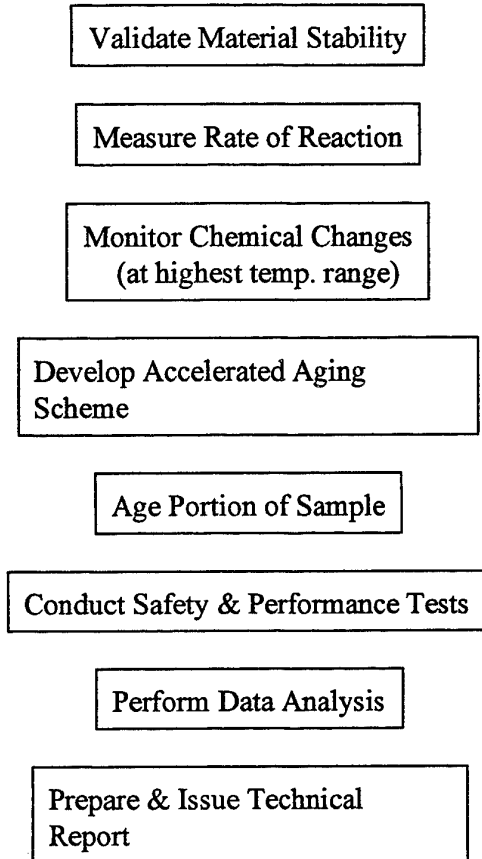 Validate Material Stability
Measure Rate of Reaction
Monitor Chemical Changes
(at highest temp. range)
Develop Accelerated Aging
Scheme
Age Portion of Sample
Conduct Safety & Performance Tests
Perform Data Analysis
Prepare & Issue Technical
Report